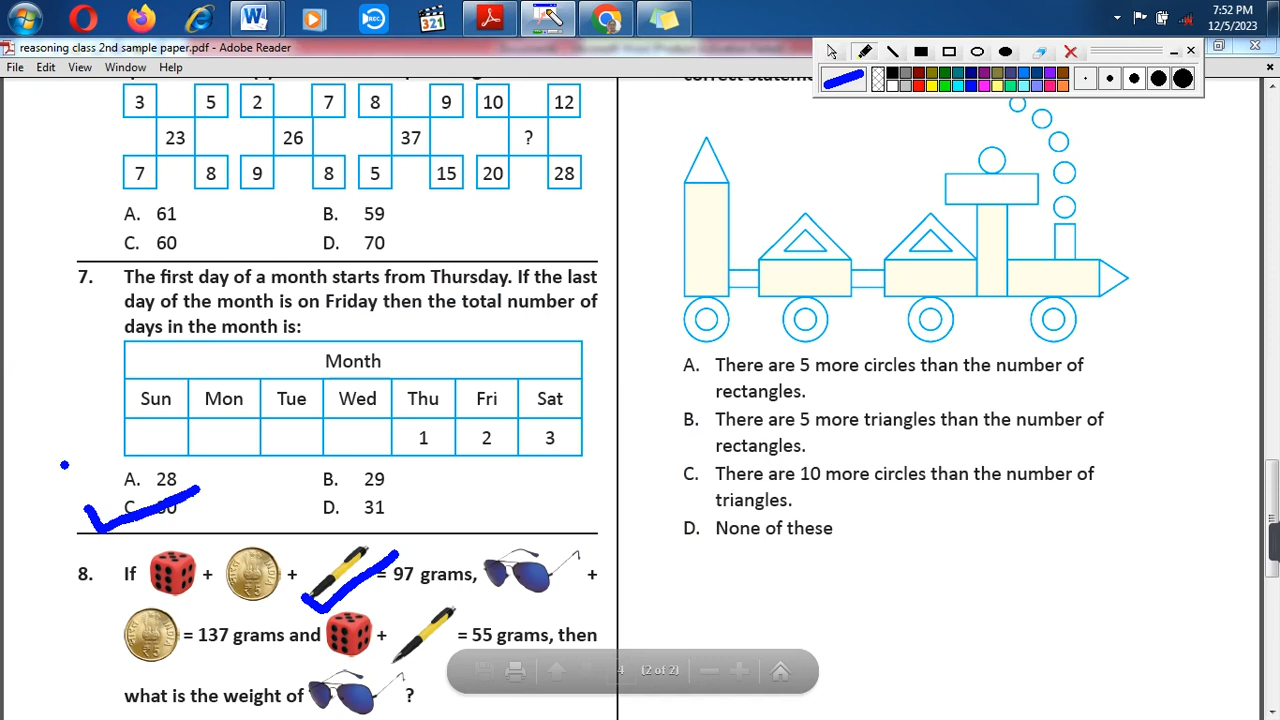 7:52 PM
12/5/2023
reasoning class 2nd sample paper.pdf - Adobe Reader
File Edit View Window Help
3 5 2 7 8 9 10 12
23 26 37 ?
7 8 9 8 5 15 20 28
A. 61 B. 59
C. 60 D. 70
7. The first day of a month starts from Thursday. If the last
day of the month is on Friday then the total number of
days in the month is:
Month
Sun Mon Tue Wed Thu Fri Sat
1 2 3
A. 28 B. 29
C. 30 D. 31
8. If + + = 97 grams, +
= 137 grams and + = 55 grams, then
what is the weight of ?
4 (2 of 2)
correct stateme
A. There are 5 more circles than the number of
rectangles.
B. There are 5 more triangles than the number of
rectangles.
C. There are 10 more circles than the number of
triangles.
D. None of these